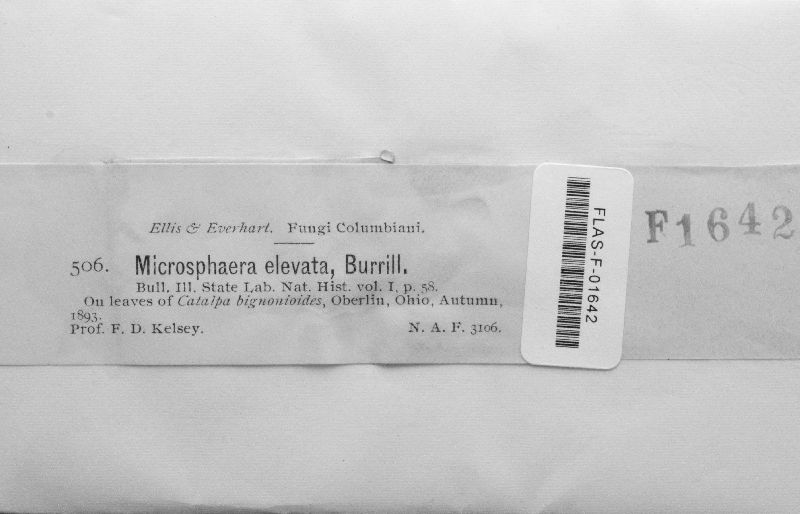 Ellis & Everhart. Fungi Columbiani.
506. Microsphaera elevata, Burrill.
Bull. Ill. State Lab. Nat. Hist. vol. I, p. 58.
On leaves of Catalpa bignonioides, Oberlin, Ohio, Autumn,
1893.
Prof. F. D. Kelsey. N. A. F. 3106.
FLAS-F-01642
F1642